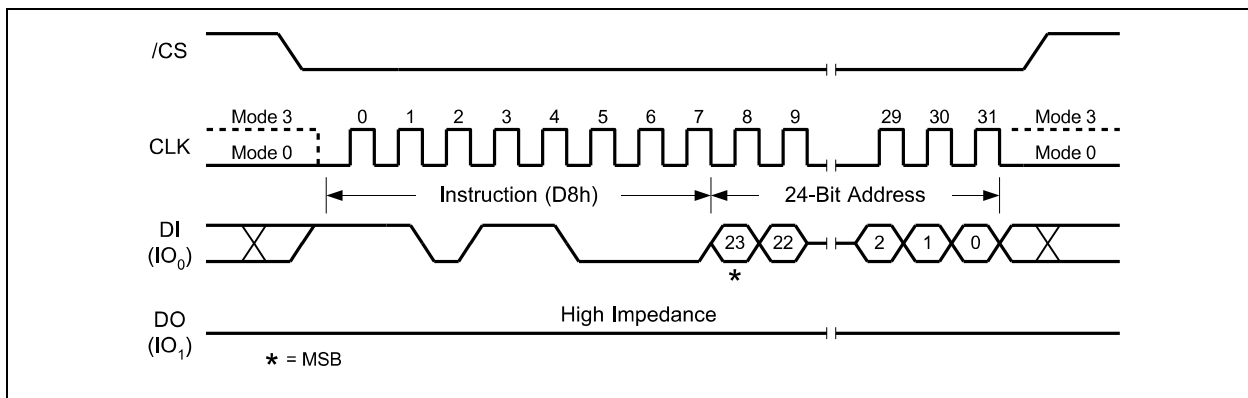 /CS
Mode 3 0 1 2 3 4 5 6 7 8 9 29 30 31 Mode 3
CLK Mode 0 Mode 0
Instruction (D8h) 24-Bit Address
DI
(IO₀) 23 22 2 1 0
*
High Impedance
DO
(IO₁)
* = MSB